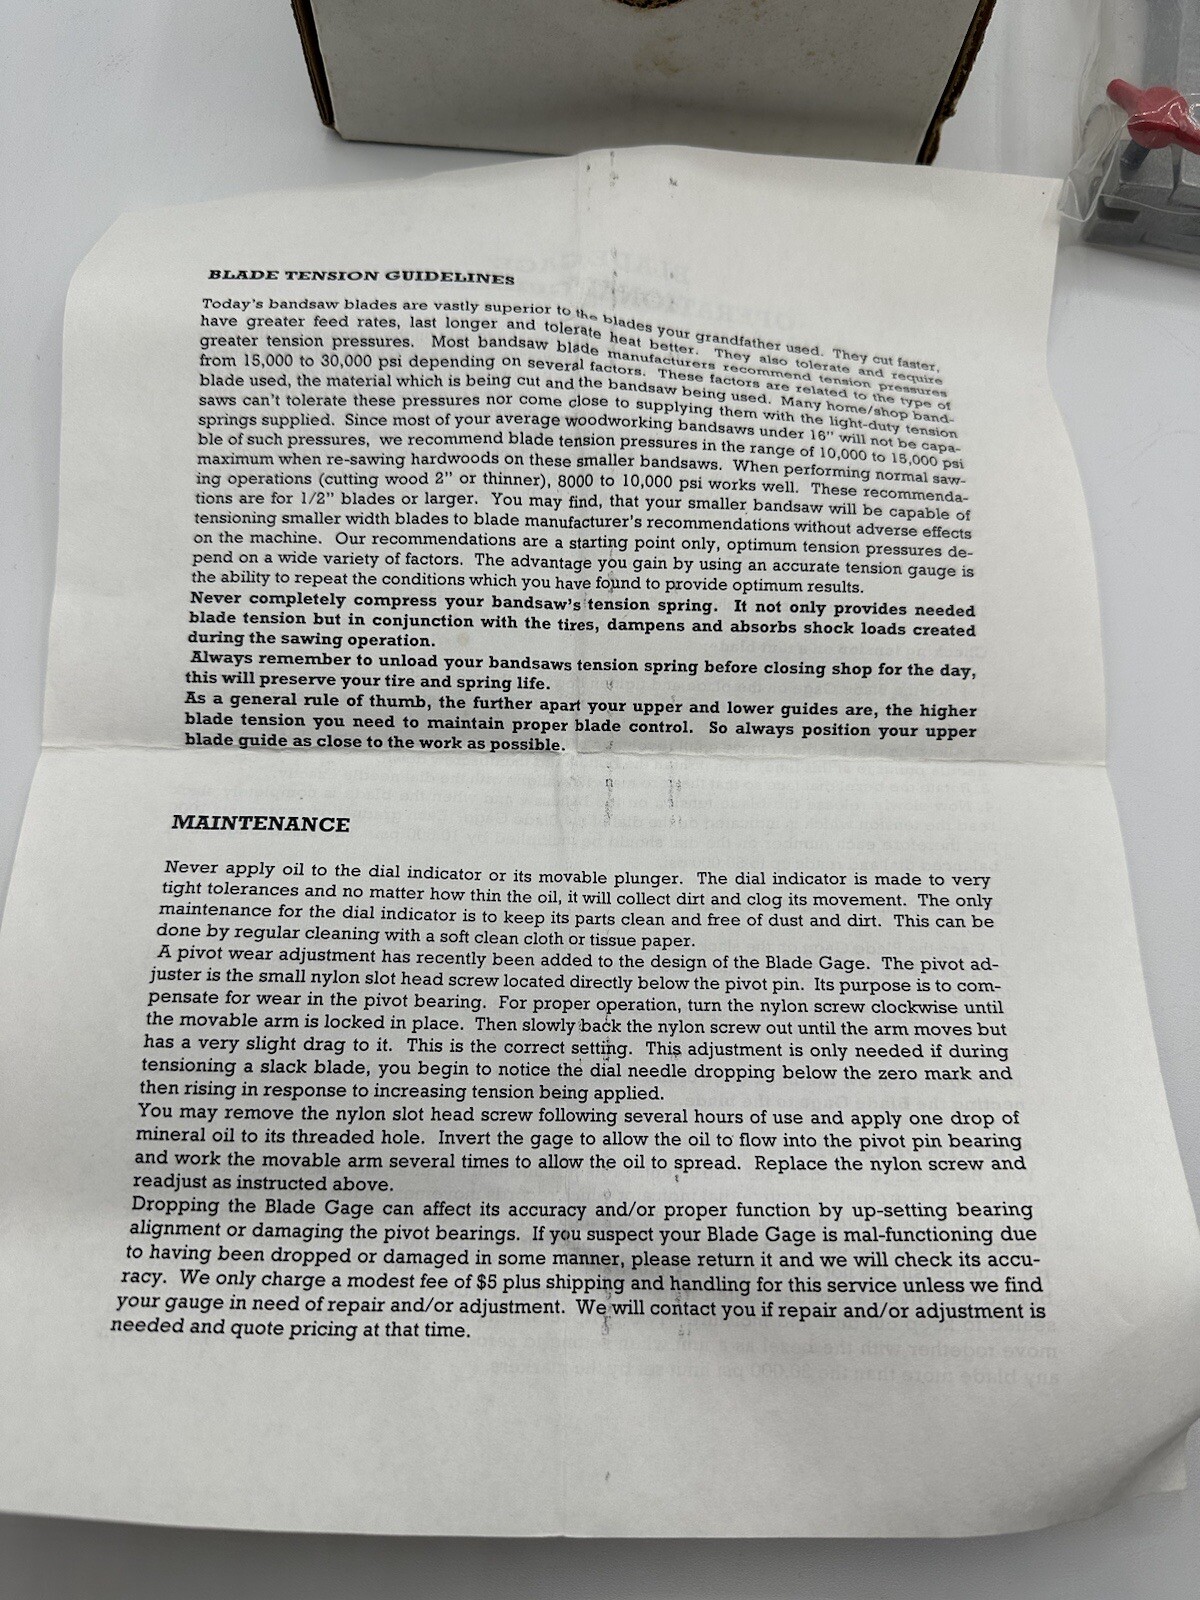 BLADE TENSION GUIDELINES
Today's bandsaw blades are vastly superior to the blades your grandfather used. They cut faster,
have greater feed rates, last longer and tolerate heat better. They also tolerate and require
greater tension pressures. Most bandsaw blade manufacturers recommend tension pressures
from 15,000 to 30,000 psi depending on several factors. These factors are related to the type of
blade used, the material which is being cut and the bandsaw being used. Many home/shop band-
saws can't tolerate these pressures nor come close to supplying them with the light-duty tension
springs supplied. Since most of your average woodworking bandsaws under 16" will not be capa-
ble of such pressures, we recommend blade tension pressures in the range of 10,000 to 15,000 psi
maximum when re-sawing hardwoods on these smaller bandsaws. When performing normal saw-
ing operations (cutting wood 2" or thinner), 8000 to 10,000 psi works well. These recommenda-
tions are for 1/2" blades or larger. You may find, that your smaller bandsaw will be capable of
tensioning smaller width blades to blade manufacturer's recommendations without adverse effects
on the machine. Our recommendations are a starting point only, optimum tension pressures de-
pend on a wide variety of factors. The advantage you gain by using an accurate tension gauge is
the ability to repeat the conditions which you have found to provide optimum results.
Never completely compress your bandsaw's tension spring. It not only provides needed
blade tension but in conjunction with the tires, dampens and absorbs shock loads created
during the sawing operation.
Always remember to unload your bandsaws tension spring before closing shop for the day,
this will preserve your tire and spring life.
As a general rule of thumb, the further apart your upper and lower guides are, the higher
blade tension you need to maintain proper blade control. So always position your upper
blade guide as close to the work as possible.
MAINTENANCE
Never apply oil to the dial indicator or its movable plunger. The dial indicator is made to very
tight tolerances and no matter how thin the oil, it will collect dirt and clog its movement. The only
maintenance for the dial indicator is to keep its parts clean and free of dust and dirt. This can be
done by regular cleaning with a soft clean cloth or tissue paper.
A pivot wear adjustment has recently been added to the design of the Blade Gage. The pivot ad-
juster is the small nylon slot head screw located directly below the pivot pin. Its purpose is to com-
pensate for wear in the pivot bearing. For proper operation, turn the nylon screw clockwise until
the movable arm is locked in place. Then slowly back the nylon screw out until the arm moves but
has a very slight drag to it. This is the correct setting. This adjustment is only needed if during
tensioning a slack blade, you begin to notice the dial needle dropping below the zero mark and
then rising in response to increasing tension being applied.
You may remove the nylon slot head screw following several hours of use and apply one drop of
mineral oil to its threaded hole. Invert the gage to allow the oil to flow into the pivot pin bearing
and work the movable arm several times to allow the oil to spread. Replace the nylon screw and
readjust as instructed above.
Dropping the Blade Gage can affect its accuracy and/or proper function by up-setting bearing
alignment or damaging the pivot bearings. If you suspect your Blade Gage is mal-functioning due
to having been dropped or damaged in some manner, please return it and we will check its accu-
racy. We only charge a modest fee of $5 plus shipping and handling for this service unless we find
your gauge in need of repair and/or adjustment. We will contact you if repair and/or adjustment is
needed and quote pricing at that time.